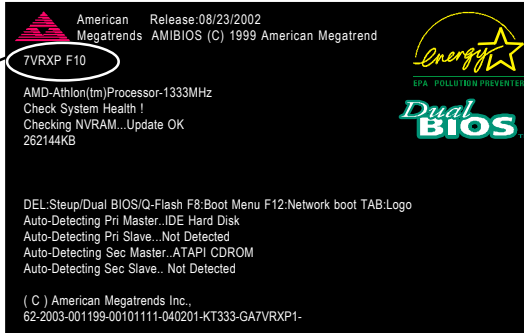 American Release:08/23/2002
Megatrends AMIBIOS (C) 1999 American Megatrend
7VRXP F10
energy
EPA POLLUTION PREVENTER
AMD-Athlon(tm)Processor-1333MHz
Check System Health !
Checking NVRAM...Update OK
262144KB
Dual
BIOS
DEL:Steup/Dual BIOS/Q-Flash F8:Boot Menu F12:Network boot TAB:Logo
Auto-Detecting Pri Master..IDE Hard Disk
Auto-Detecting Pri Slave...Not Detected
Auto-Detecting Sec Master..ATAPI CDROM
Auto-Detecting Sec Slave.. Not Detected
( C ) American Megatrends Inc.,
62-2003-001199-00101111-040201-KT333-GA7VRXP1-